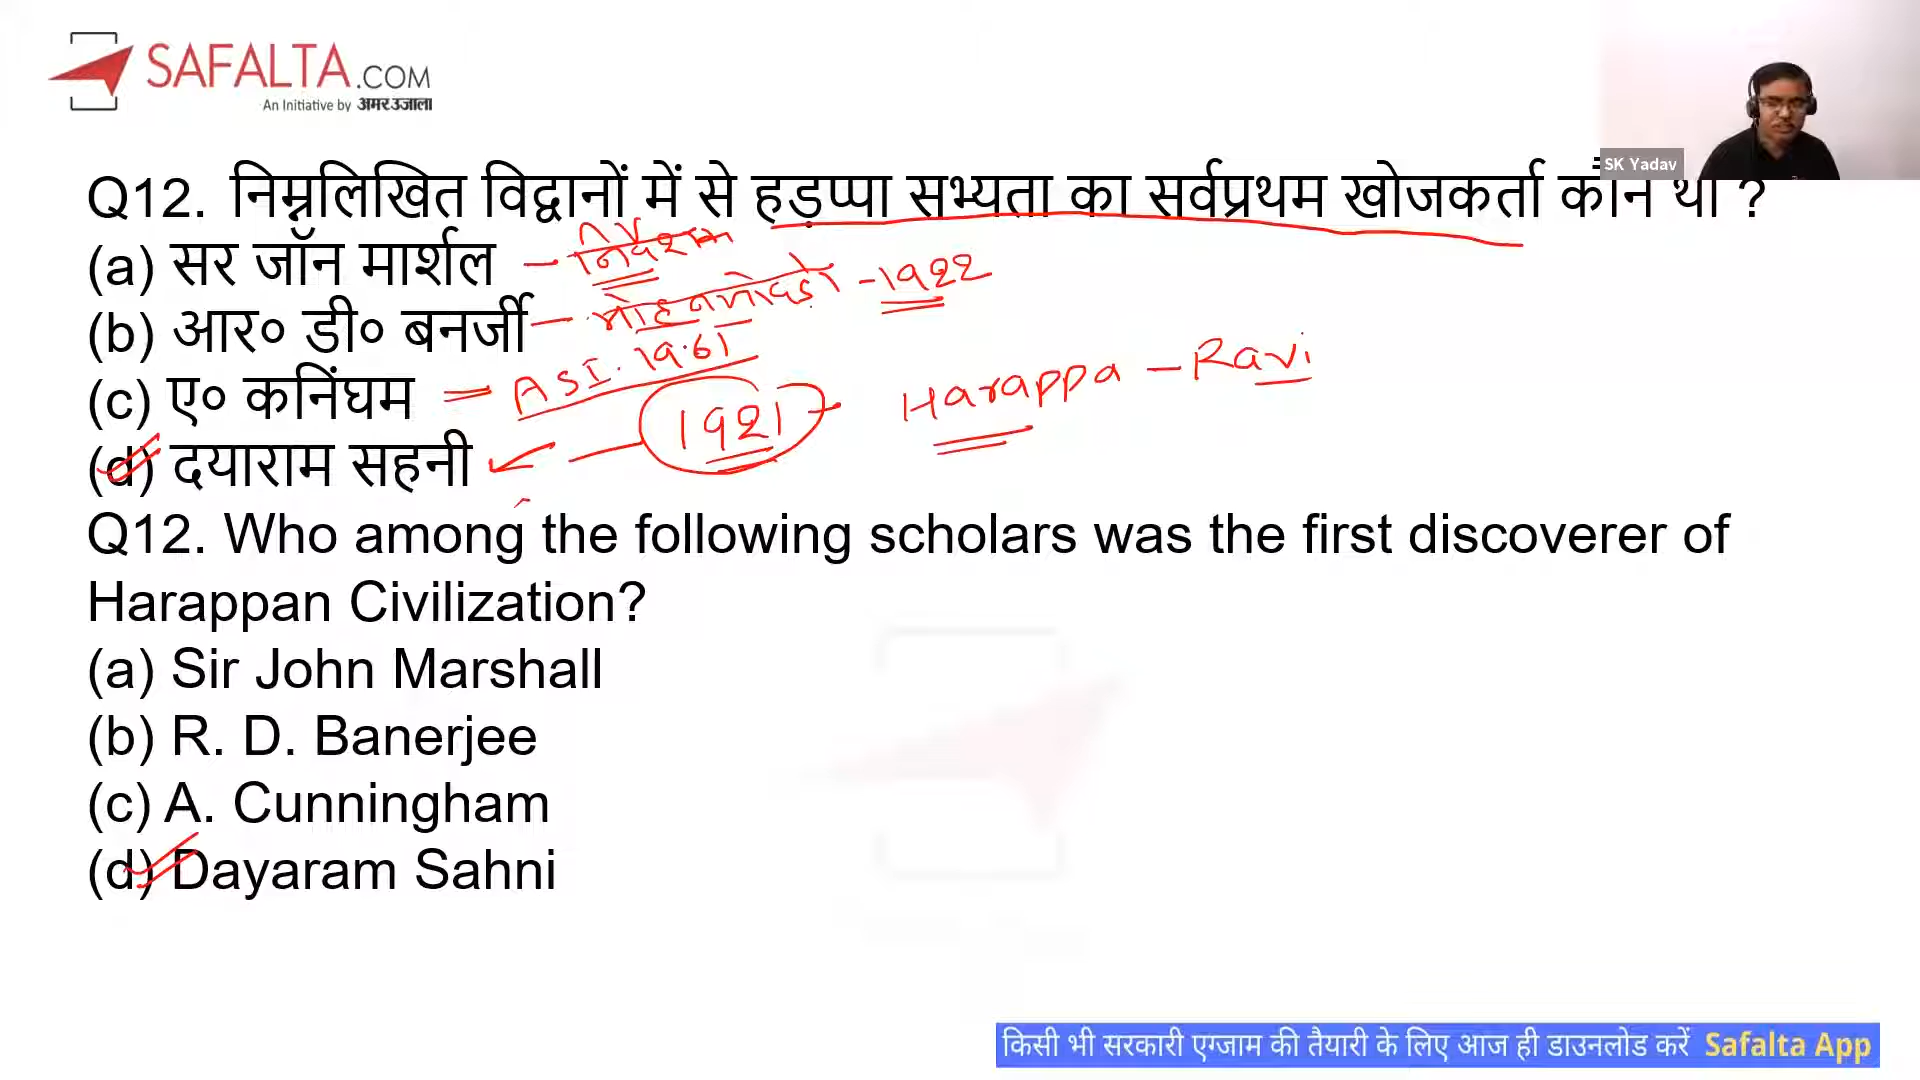 SAFALTA.COM
An Initiative by अमर उजाला
SK Yadav
Q12. निम्नलिखित विद्वानों में से हड़प्पा सभ्यता का सर्वप्रथम खोजकर्ता कौन था ?
(a) सर जॉन मार्शल – निर्देशक
(b) आर० डी० बनर्जी – मोहनजोदड़ो – 1922
(c) ए० कनिंघम = ASI. 1961
1921 – Harappa – Ravi
(d) दयाराम सहनी
Q12. Who among the following scholars was the first discoverer of
Harappan Civilization?
(a) Sir John Marshall
(b) R. D. Banerjee
(c) A. Cunningham
(d) Dayaram Sahni
किसी भी सरकारी एग्जाम की तैयारी के लिए आज ही डाउनलोड करें Safalta App